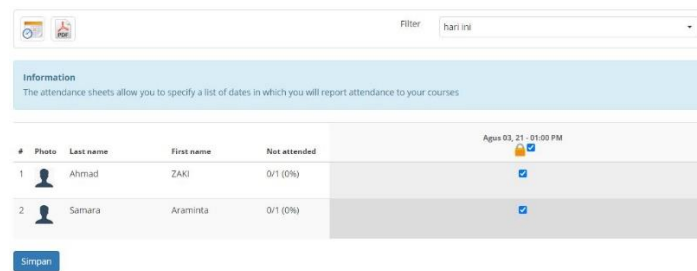 PDF
Filter hari ini
Information
The attendance sheets allow you to specify a list of dates in which you will report attendance to your courses
Agus 03, 21 - 01:00 PM
# Photo Last name First name Not attended
1 Ahmad ZAKI 0/1 (0%)
2 Samara Araminta 0/1 (0%)
Simpan